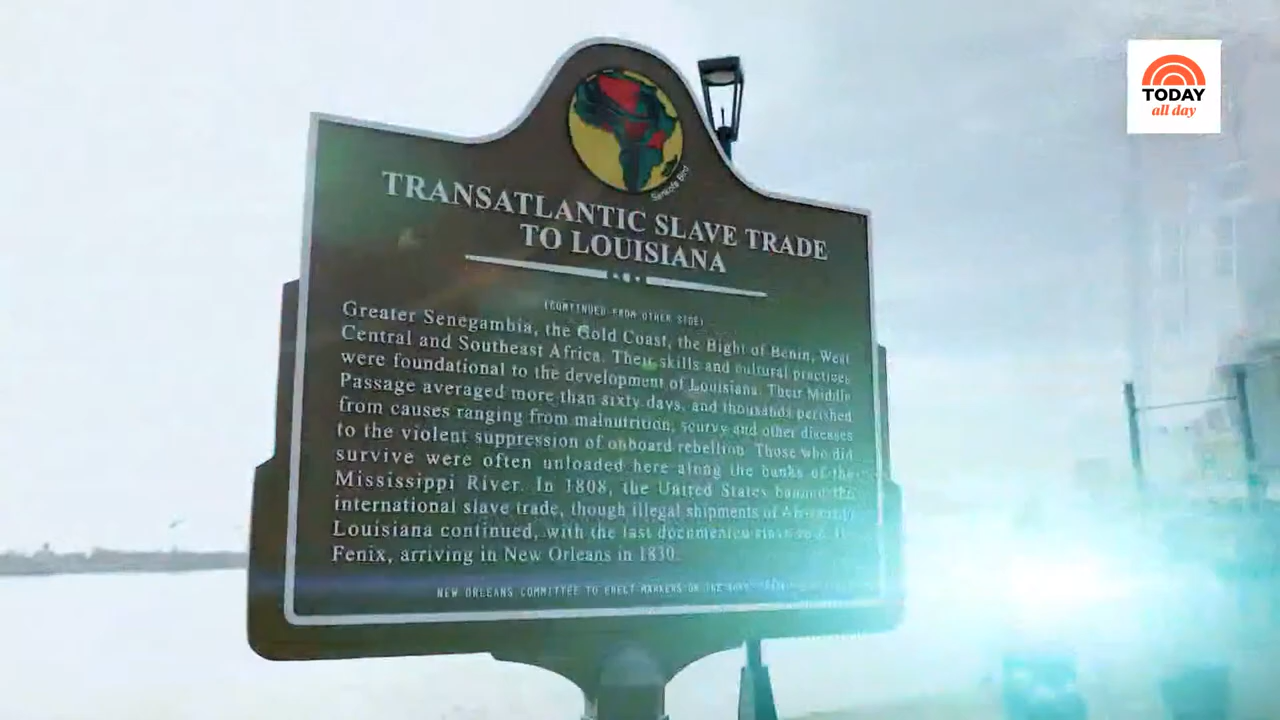 TODAY
all day
Sankofa Bird
TRANSATLANTIC SLAVE TRADE
TO LOUISIANA
(CONTINUED FROM OTHER SIDE)
Greater Senegambia, the Gold Coast, the Bight of Benin, West
Central and Southeast Africa. Their skills and cultural practices
were foundational to the development of Louisiana. Their Middle
Passage averaged more than sixty days, and thousands perished
from causes ranging from malnutrition, scurvy and other diseases
to the violent suppression of onboard rebellion. Those who did
survive were often unloaded here along the banks of the
Mississippi River. In 1808, the United States banned the
international slave trade, though illegal shipments of
Louisiana continued, with the last documented
Fenix, arriving in New Orleans in 1830.
NEW ORLEANS COMMITTEE TO ERECT MARKERS ON THE